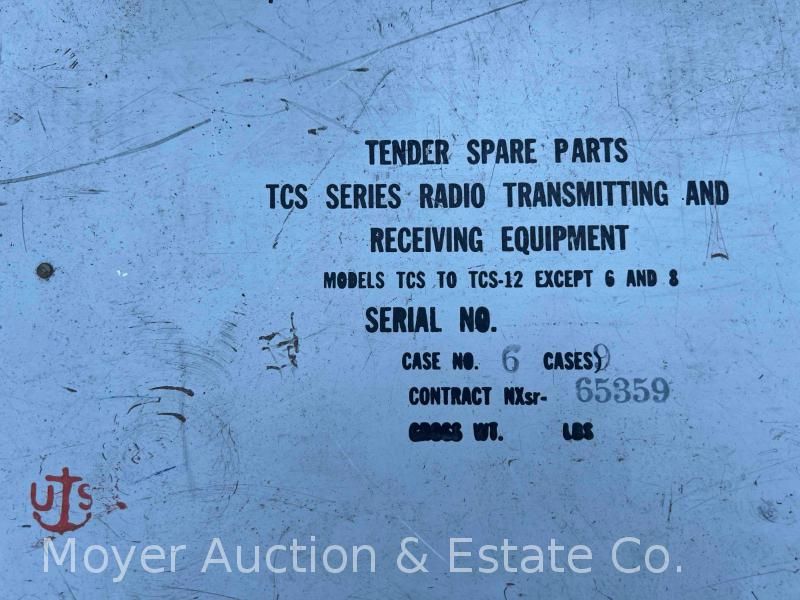 TENDER SPARE PARTS
TCS SERIES RADIO TRANSMITTING AND
RECEIVING EQUIPMENT
MODELS TCS TO TCS-12 EXCEPT 6 AND 8
SERIAL NO.
CASE NO. 6 CASES) 9
CONTRACT NXsr- 65359
GROSS WT. LBS
US
Moyer Auction & Estate Co.